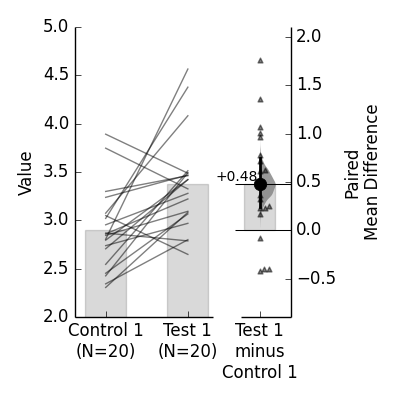 5.0
4.5
4.0
3.5
3.0
2.5
2.0
Value
Control 1
(N=20)
Test 1
(N=20)
+0.48
2.0
1.5
1.0
0.5
0.0
−0.5
Paired
Mean Difference
Test 1
minus
Control 1